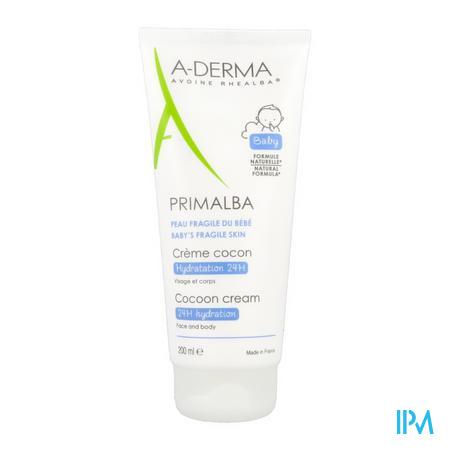 A-DERMA
AVOINE RHEALBA®
Baby
FORMULE
NATURELLE*
NATURAL
FORMULA*
PRIMALBA
PEAU FRAGILE DU BÉBÉ
BABY'S FRAGILE SKIN
Crème cocon
Hydratation 24H
Visage et corps
Cocoon cream
24H hydration
Face and body
200 ml e
Made in France
IPM